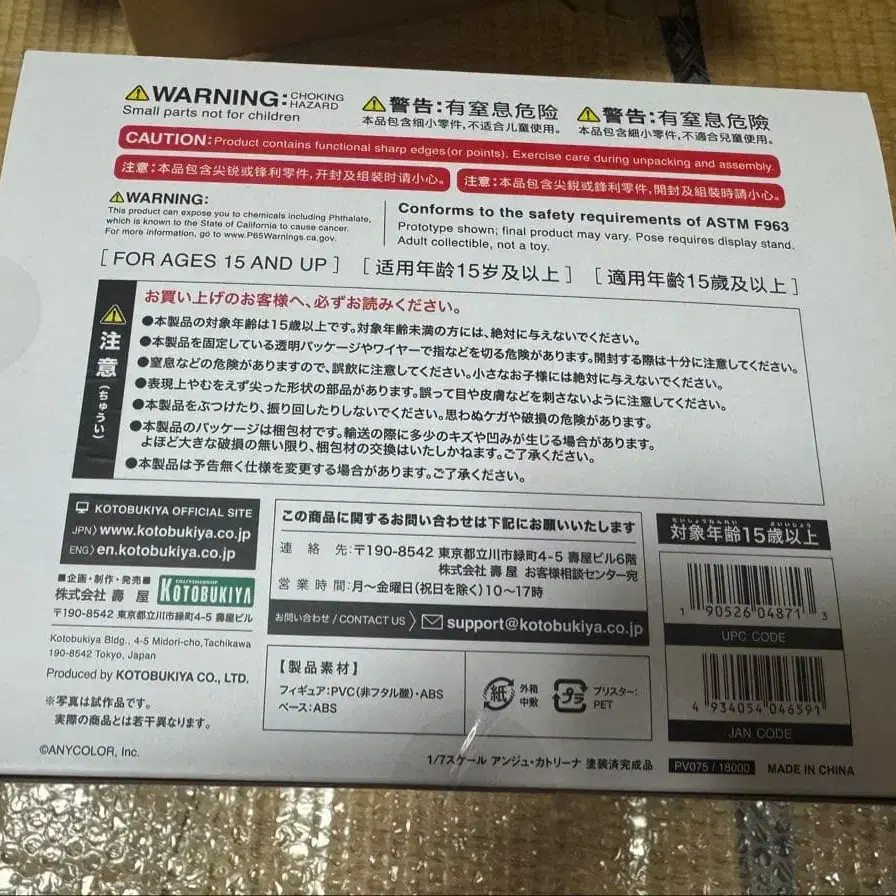 WARNING: CHOKING HAZARD
Small parts not for children
警告:有窒息危险
本品包含细小零件,不适合儿童使用。
警告:有窒息危險
本品包含細小零件,不適合兒童使用。
CAUTION: Product contains functional sharp edges (or points). Exercise care during unpacking and assembly.
注意:本品包含尖锐或锋利零件,开封及组装时请小心。
注意:本品包含尖銳或鋒利零件,開封及組裝時請小心。
WARNING:
This product can expose you to chemicals including Phthalate,
which is known to the State of California to cause cancer.
For more information, go to www.P65Warnings.ca.gov.
Conforms to the safety requirements of ASTM F963
Prototype shown; final product may vary. Pose requires display stand.
Adult collectible, not a toy.
[ FOR AGES 15 AND UP ] [ 适用年龄15岁及以上 ] [ 適用年齡15歲及以上 ]
注意(ちゅうい)
お買い上げのお客様へ、必ずお読みください。
●本製品の対象年齢は15歳以上です。対象年齢未満の方には、絶対に与えないでください。
●本製品を固定している透明パッケージやワイヤーで指などを切る危険があります。開封する際は十分に注意してください。
●窒息などの危険がありますので、誤飲に注意してください。小さなお子様には絶対に与えないでください。
●表現上やむをえず尖った形状の部品があります。誤って目や皮膚などを刺さないように注意してください。
●本製品をぶつけたり、振り回したりしないでください。思わぬケガや破損の危険があります。
●本製品のパッケージは梱包材です。輸送の際に多少のキズや凹みが生じる場合があります。
よほど大きな破損の無い限り、梱包材の交換はいたしかねます。ご了承ください。
●本製品は予告無く仕様を変更する場合があります。ご了承ください。
KOTOBUKIYA OFFICIAL SITE
JPN〉www.kotobukiya.co.jp
ENG〉en.kotobukiya.co.jp
■企画・制作・発売■
株式会社 壽 屋
KOTOBUKIYA
〒190-8542 東京都立川市緑町4-5 壽屋ビル
Kotobukiya Bldg., 4-5 Midori-cho,Tachikawa
190-8542 Tokyo, Japan
Produced by KOTOBUKIYA CO., LTD.
※写真は試作品です。
実際の商品とは若干異なります。
©ANYCOLOR, Inc.
この商品に関するお問い合わせは下記にお願いいたします
連 絡 先:〒190-8542 東京都立川市緑町4-5 壽屋ビル6階
株式会社 壽屋 お客様相談センター宛
営 業 時 間:月〜金曜日(祝日を除く)10〜17時
お問い合わせ / CONTACT US 〉 support@kotobukiya.co.jp
【製品素材】
フィギュア:PVC(非フタル酸)・ABS
ベース:ABS
紙
外箱
中敷
プラ
ブリスター:
PET
たいしょうねんれい さいいじょう
対象年齢15歳以上
1 90526 04871 3
UPC CODE
4 934054 046591
JAN CODE
1/7スケール アンジュ・カトリーナ 塗装済完成品
PV075 / 18000
MADE IN CHINA